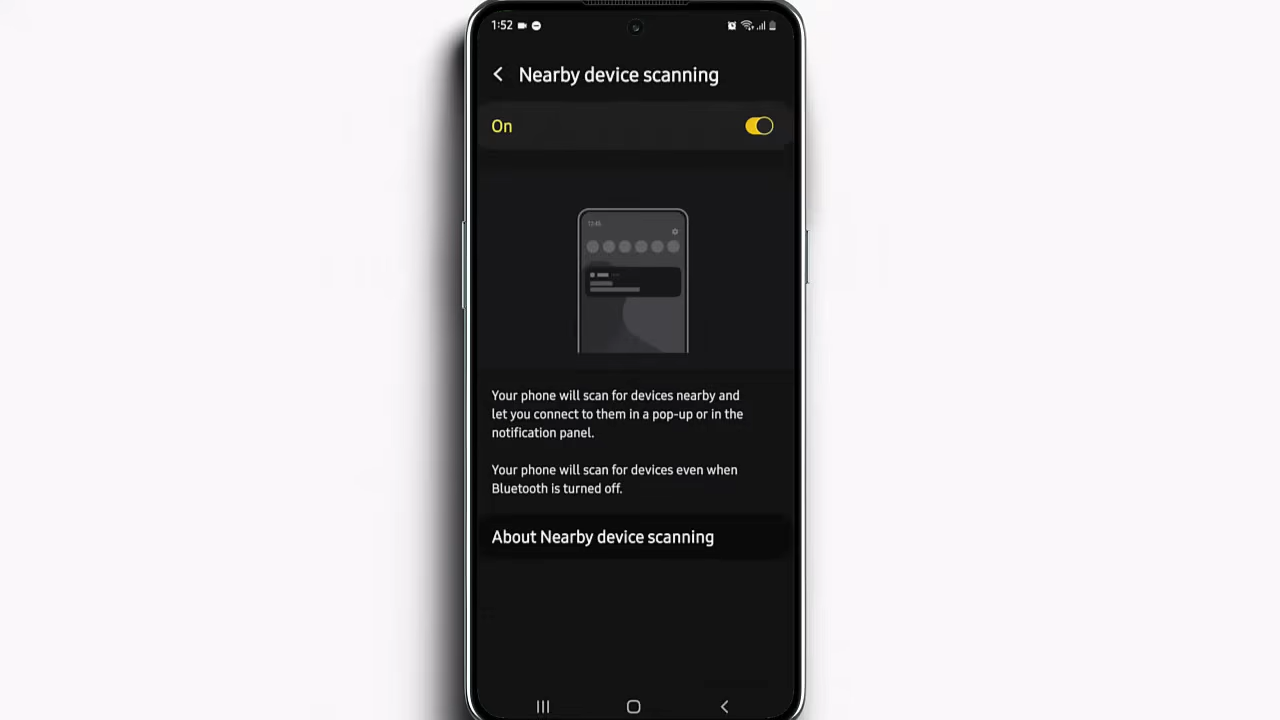 1:52
Nearby device scanning
On
Your phone will scan for devices nearby and
let you connect to them in a pop-up or in the
notification panel.
Your phone will scan for devices even when
Bluetooth is turned off.
About Nearby device scanning